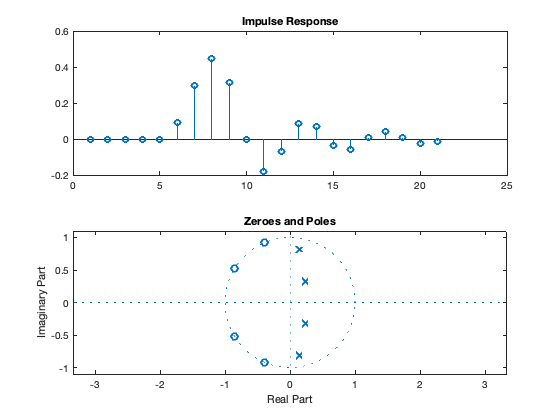 Impulse Response
0.6
0.4
0.2
0
-0.2
0 5 10 15 20 25
Zeroes and Poles
1
0.5
0
-0.5
-1
Imaginary Part
-3 -2 -1 0 1 2 3
Real Part